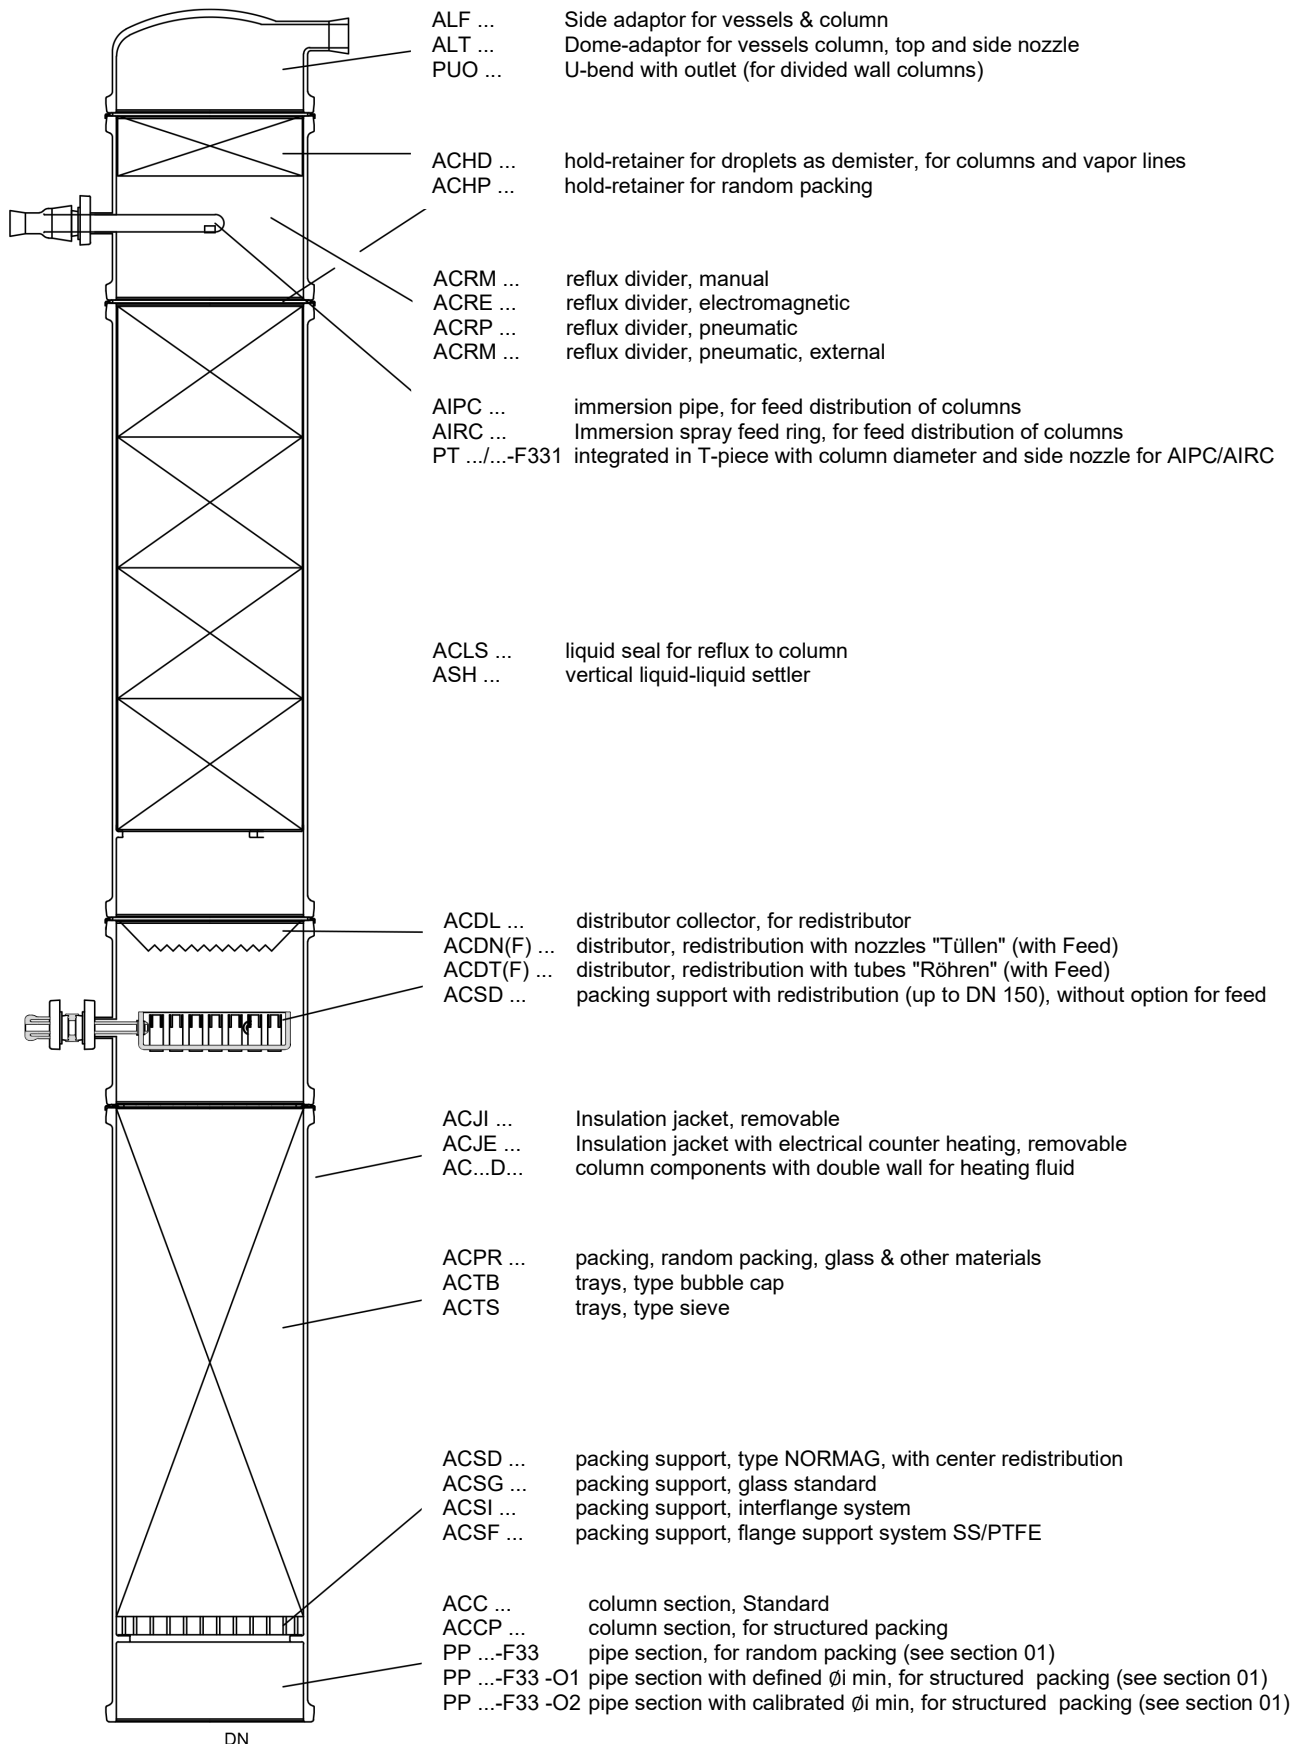 ALF ... Side adaptor for vessels & column
ALT ... Dome-adaptor for vessels column, top and side nozzle
PUO ... U-bend with outlet (for divided wall columns)
ACHD ... hold-retainer for droplets as demister, for columns and vapor lines
ACHP ... hold-retainer for random packing
ACRM ... reflux divider, manual
ACRE ... reflux divider, electromagnetic
ACRP ... reflux divider, pneumatic
ACRM ... reflux divider, pneumatic, external
AIPC ... immersion pipe, for feed distribution of columns
AIRC ... Immersion spray feed ring, for feed distribution of columns
PT .../...-F331 integrated in T-piece with column diameter and side nozzle for AIPC/AIRC
ACLS ... liquid seal for reflux to column
ASH ... vertical liquid-liquid settler
ACDL ... distributor collector, for redistributor
ACDN(F) ... distributor, redistribution with nozzles "Tüllen" (with Feed)
ACDT(F) ... distributor, redistribution with tubes "Röhren" (with Feed)
ACSD ... packing support with redistribution (up to DN 150), without option for feed
ACJI ... Insulation jacket, removable
ACJE ... Insulation jacket with electrical counter heating, removable
AC...D... column components with double wall for heating fluid
ACPR ... packing, random packing, glass & other materials
ACTB trays, type bubble cap
ACTS trays, type sieve
ACSD ... packing support, type NORMAG, with center redistribution
ACSG ... packing support, glass standard
ACSI ... packing support, interflange system
ACSF ... packing support, flange support system SS/PTFE
ACC ... column section, Standard
ACCP ... column section, for structured packing
PP ...-F33 pipe section, for random packing (see section 01)
PP ...-F33 -O1 pipe section with defined Øi min, for structured packing (see section 01)
PP ...-F33 -O2 pipe section with calibrated Øi min, for structured packing (see section 01)
DN